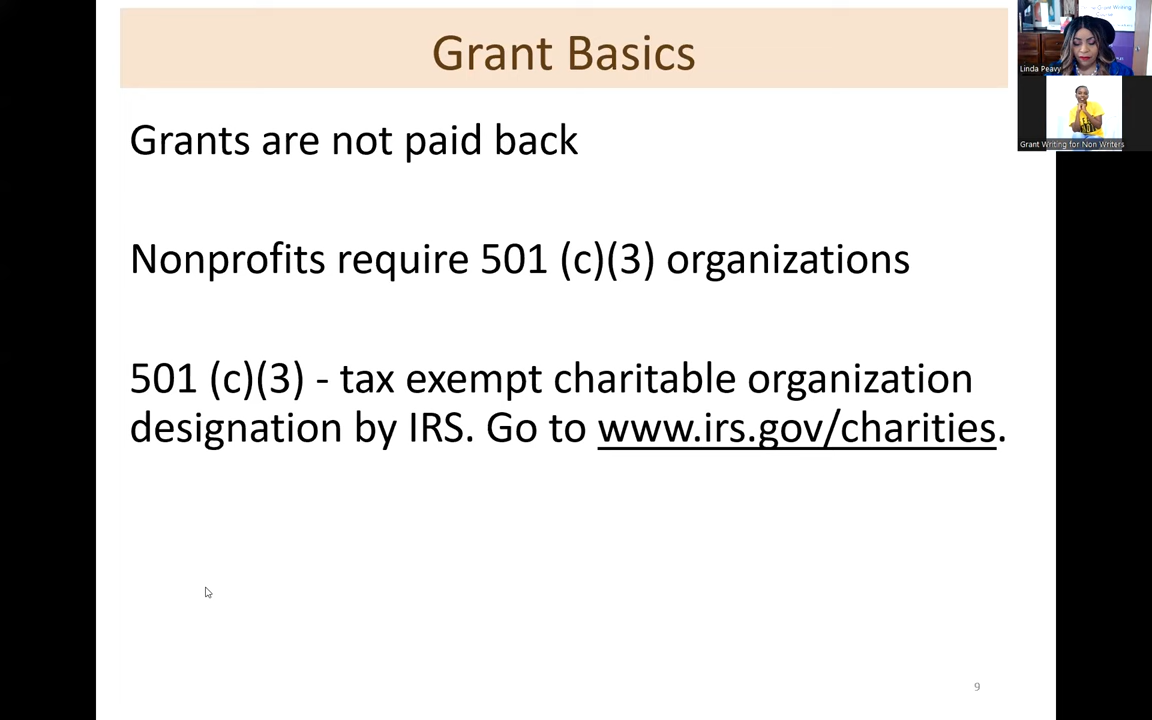 Grant Basics
Linda Peavy
Grant Writing for Non Writers
Grants are not paid back
Nonprofits require 501 (c)(3) organizations
501 (c)(3) - tax exempt charitable organization
designation by IRS. Go to www.irs.gov/charities.
9